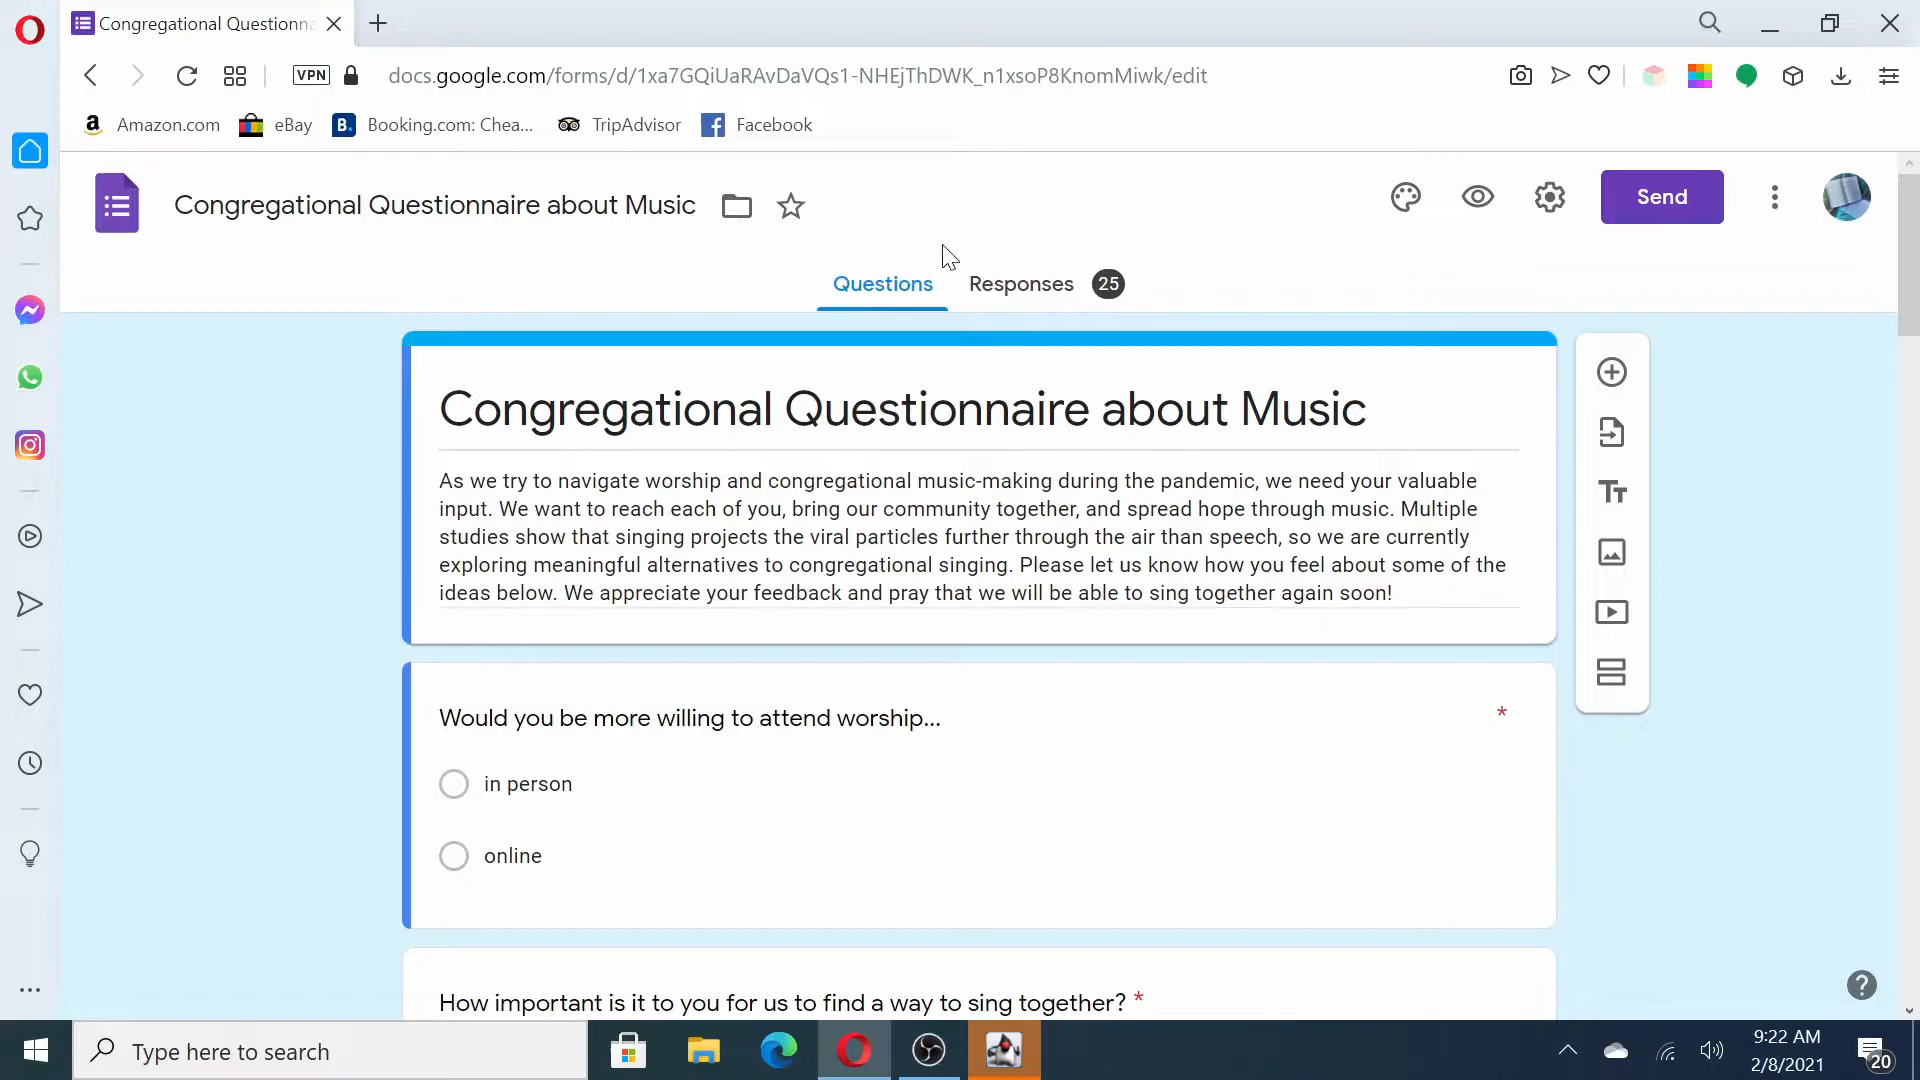 Congregational Questionna
VPN
docs.google.com/forms/d/1xa7GQiUaRAvDaVQs1-NHEjThDWK_n1xsoP8KnomMiwk/edit
a Amazon.com eBay B. Booking.com: Chea... TripAdvisor Facebook
Congregational Questionnaire about Music
Send
Questions Responses 25
Congregational Questionnaire about Music
As we try to navigate worship and congregational music-making during the pandemic, we need your valuable
input. We want to reach each of you, bring our community together, and spread hope through music. Multiple
studies show that singing projects the viral particles further through the air than speech, so we are currently
exploring meaningful alternatives to congregational singing. Please let us know how you feel about some of the
ideas below. We appreciate your feedback and pray that we will be able to sing together again soon!
Would you be more willing to attend worship... *
in person
online
How important is it to you for us to find a way to sing together? *
Type here to search
9:22 AM
2/8/2021
20